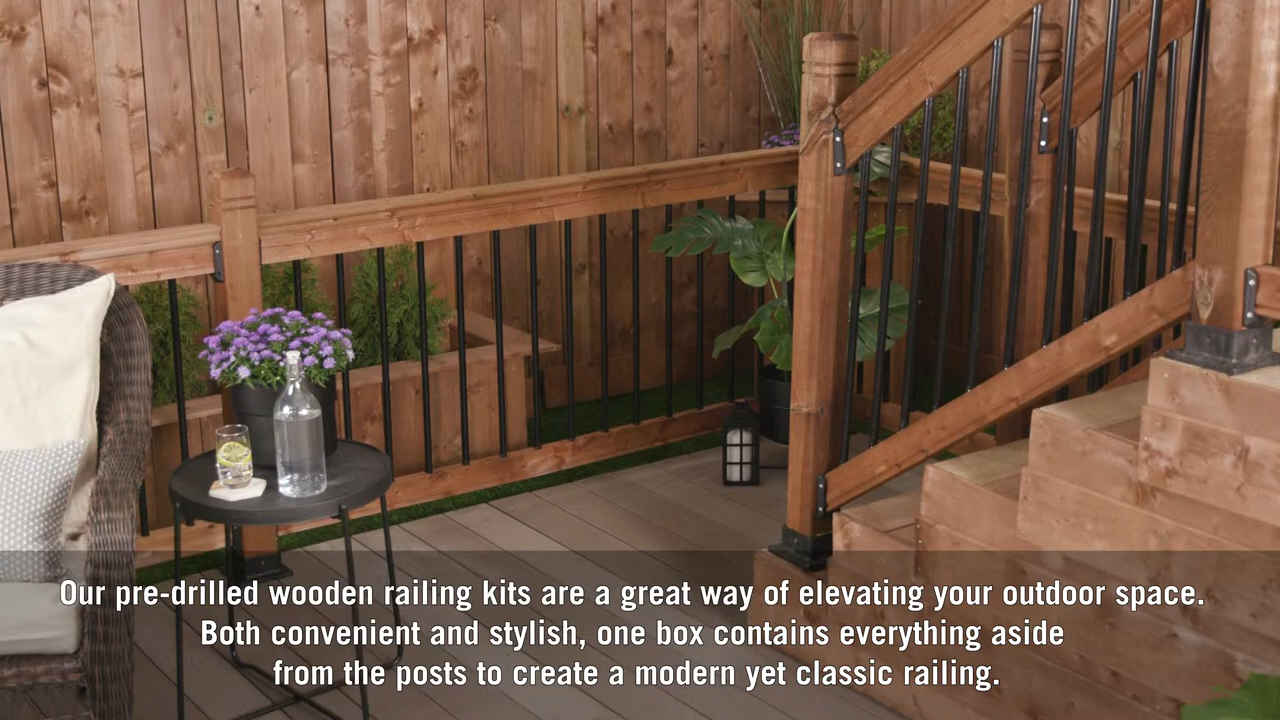 Our pre-drilled wooden railing kits are a great way of elevating your outdoor space.
Both convenient and stylish, one box contains everything aside
from the posts to create a modern yet classic railing.